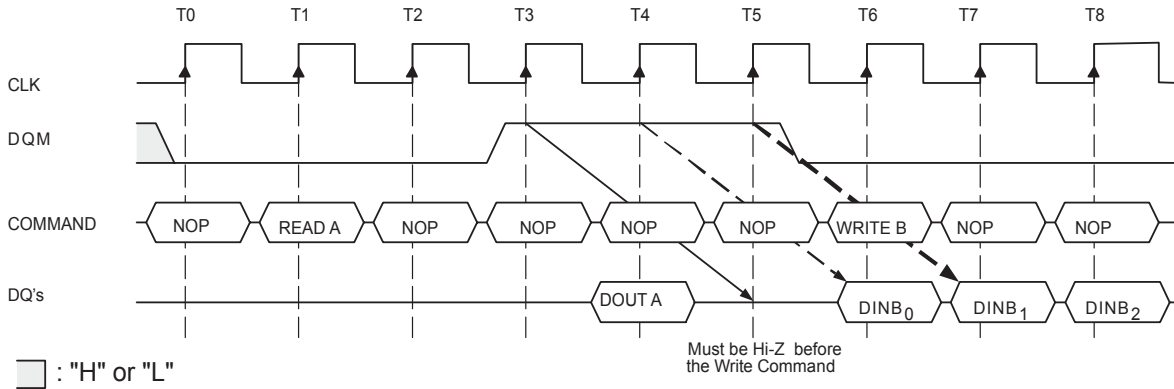 T0 T1 T2 T3 T4 T5 T6 T7 T8
CLK
DQM
COMMAND NOP READ A NOP NOP NOP NOP WRITE B NOP NOP
DQ's DOUT A DINB0 DINB1 DINB2
Must be Hi-Z before
the Write Command
: "H" or "L"